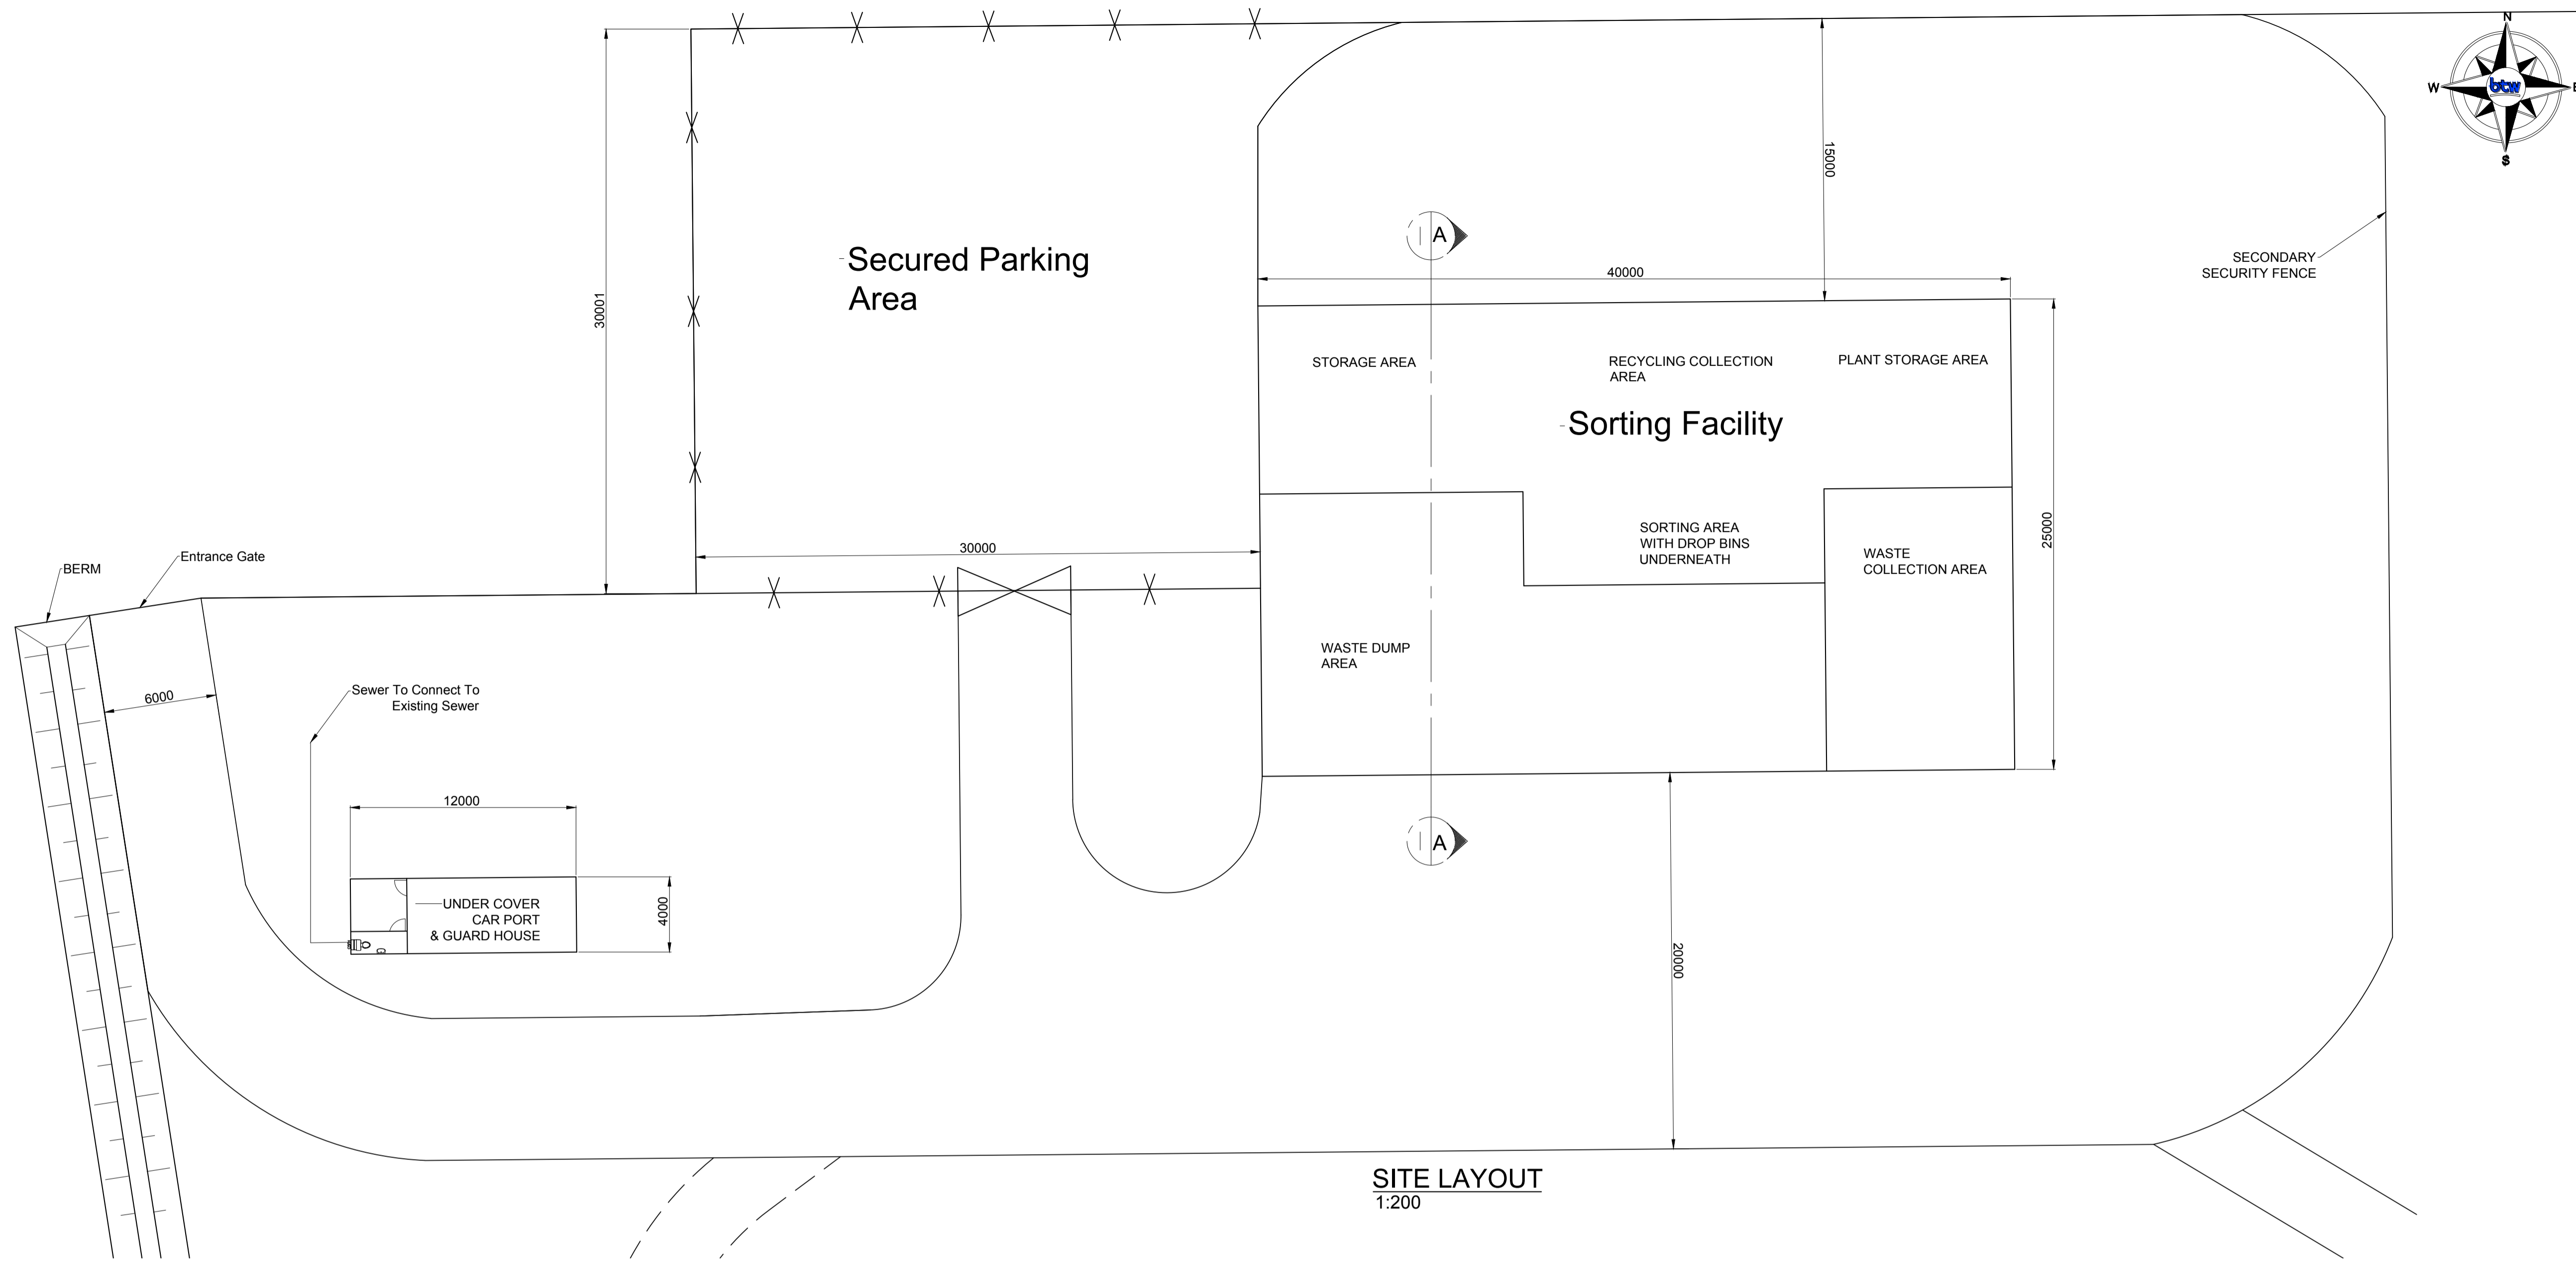 N
W
btw
E
S
15000
30001
Secured Parking
Area
A
40000
SECONDARY
SECURITY FENCE
STORAGE AREA
RECYCLING COLLECTION
AREA
PLANT STORAGE AREA
Sorting Facility
30000
SORTING AREA
WITH DROP BINS
UNDERNEATH
WASTE
COLLECTION AREA
25000
BERM
Entrance Gate
WASTE DUMP
AREA
6000
Sewer To Connect To
Existing Sewer
12000
A
UNDER COVER
CAR PORT
& GUARD HOUSE
4000
20000
SITE LAYOUT
1:200